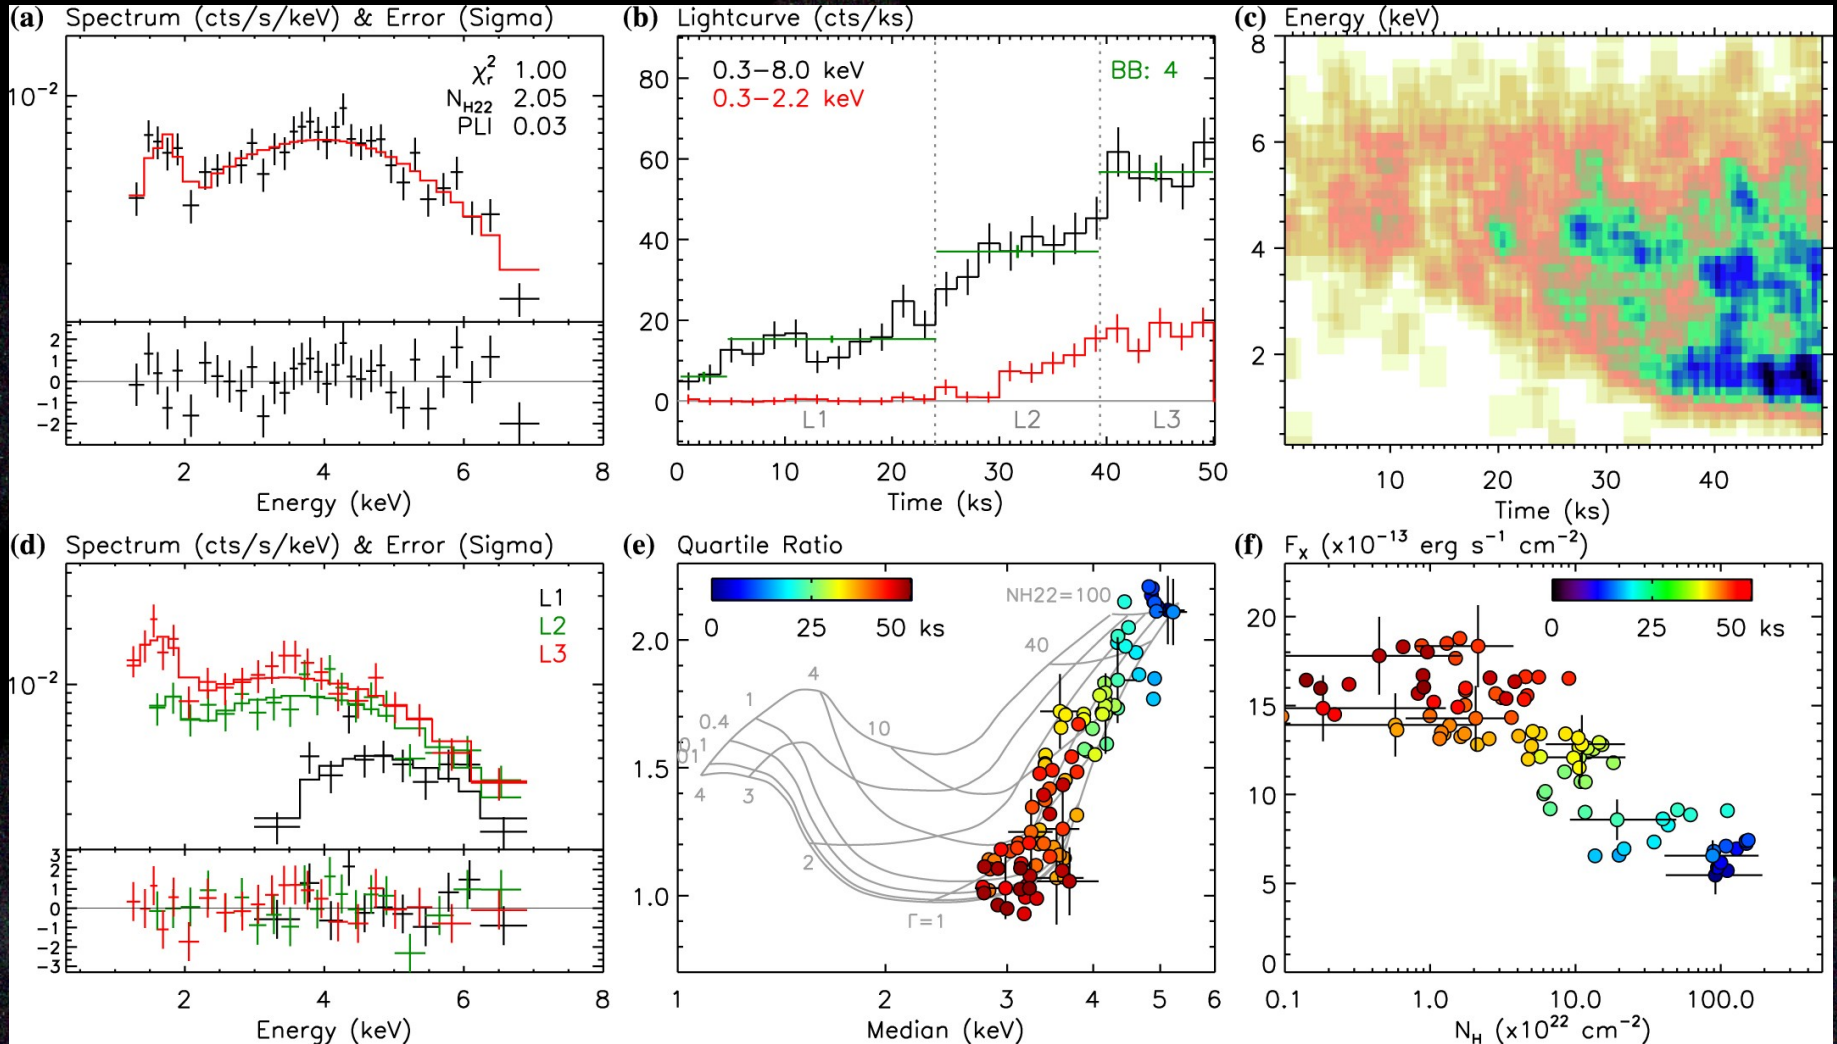 (a) Spectrum (cts/s/keV) & Error (Sigma)
χ²ᵣ 1.00
N_H22 2.05
PLI 0.03
10⁻²
2
1
0
−1
−2
2 4 6 8
Energy (keV)
(b) Lightcurve (cts/ks)
0.3−8.0 keV
0.3−2.2 keV
BB: 4
80
60
40
20
0
L1 L2 L3
0 10 20 30 40 50
Time (ks)
(c) Energy (keV)
8
6
4
2
10 20 30 40
Time (ks)
(d) Spectrum (cts/s/keV) & Error (Sigma)
L1
L2
L3
10⁻²
3
2
1
0
−1
−2
−3
2 4 6 8
Energy (keV)
(e) Quartile Ratio
0 25 50 ks
NH22=100
40
10
4
1
0.4
0.1
4
3
2
Γ=1
2.0
1.5
1.0
1 2 3 4 5 6
Median (keV)
(f) F_X (x10⁻¹³ erg s⁻¹ cm⁻²)
0 25 50 ks
20
15
10
5
0
0.1 1.0 10.0 100.0
N_H (x10²² cm⁻²)